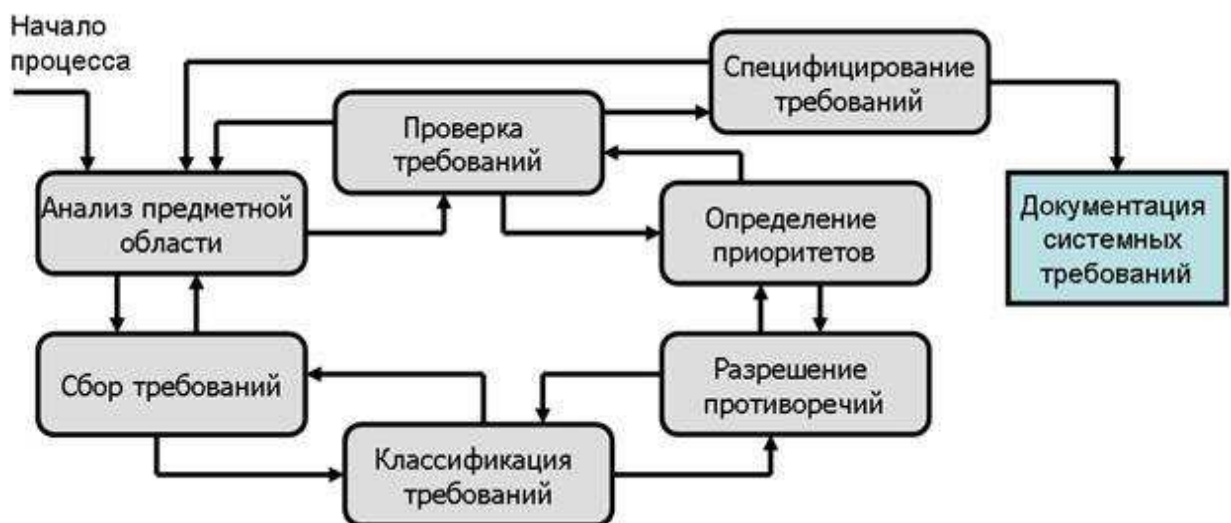 Начало
процесса
Спецификирование
требований
Проверка
требований
Анализ предметной
области
Определение
приоритетов
Документация
системных
требований
Сбор требований
Разрешение
противоречий
Классификация
требований